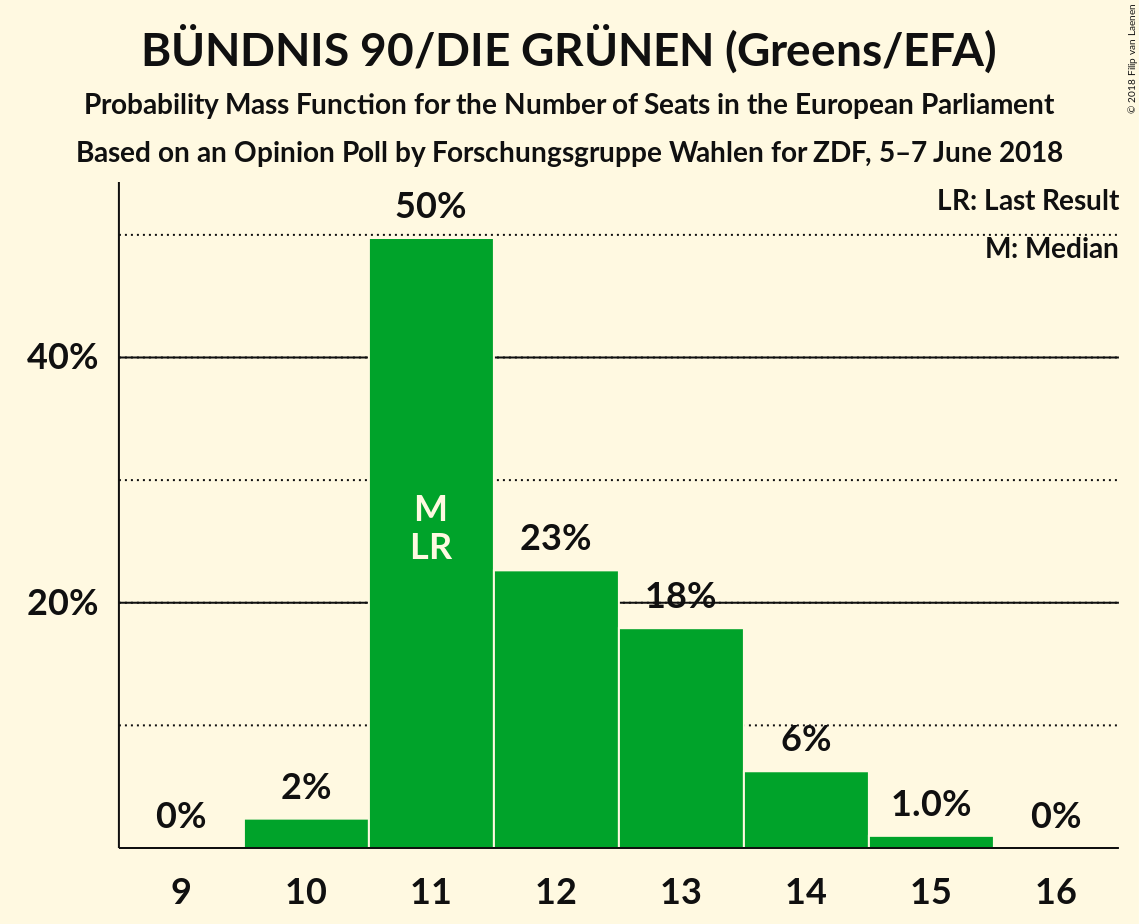 BÜNDNIS 90/DIE GRÜNEN (Greens/EFA)
Probability Mass Function for the Number of Seats in the European Parliament
Based on an Opinion Poll by Forschungsgruppe Wahlen for ZDF, 5–7 June 2018
© 2018 Filip van Laenen
LR: Last Result
M: Median
50%
40%
M
LR
23%
18%
20%
6%
2%
1.0%
0%
0%
9 10 11 12 13 14 15 16